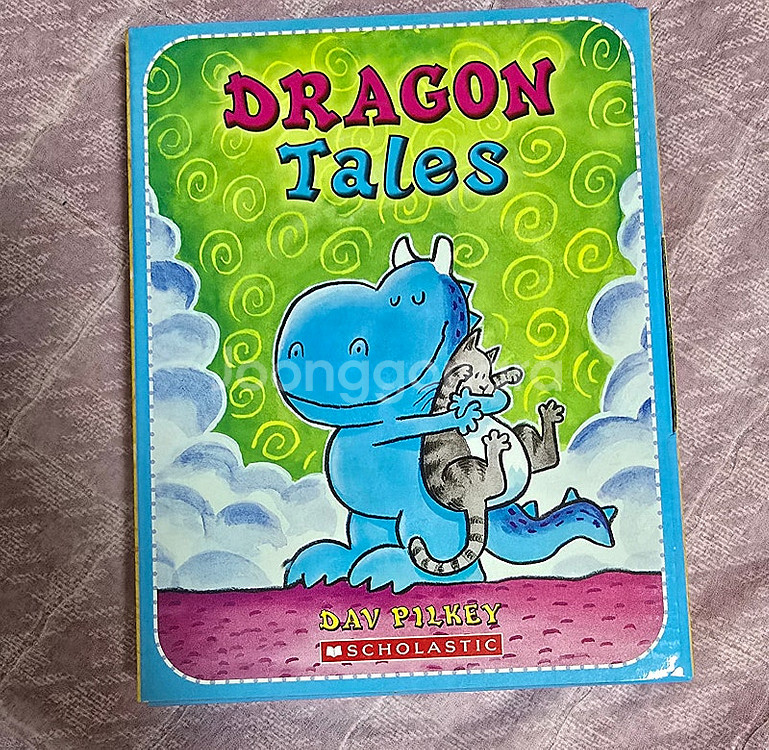 DRAGON
Tales
DAV PILKEY
SCHOLASTIC